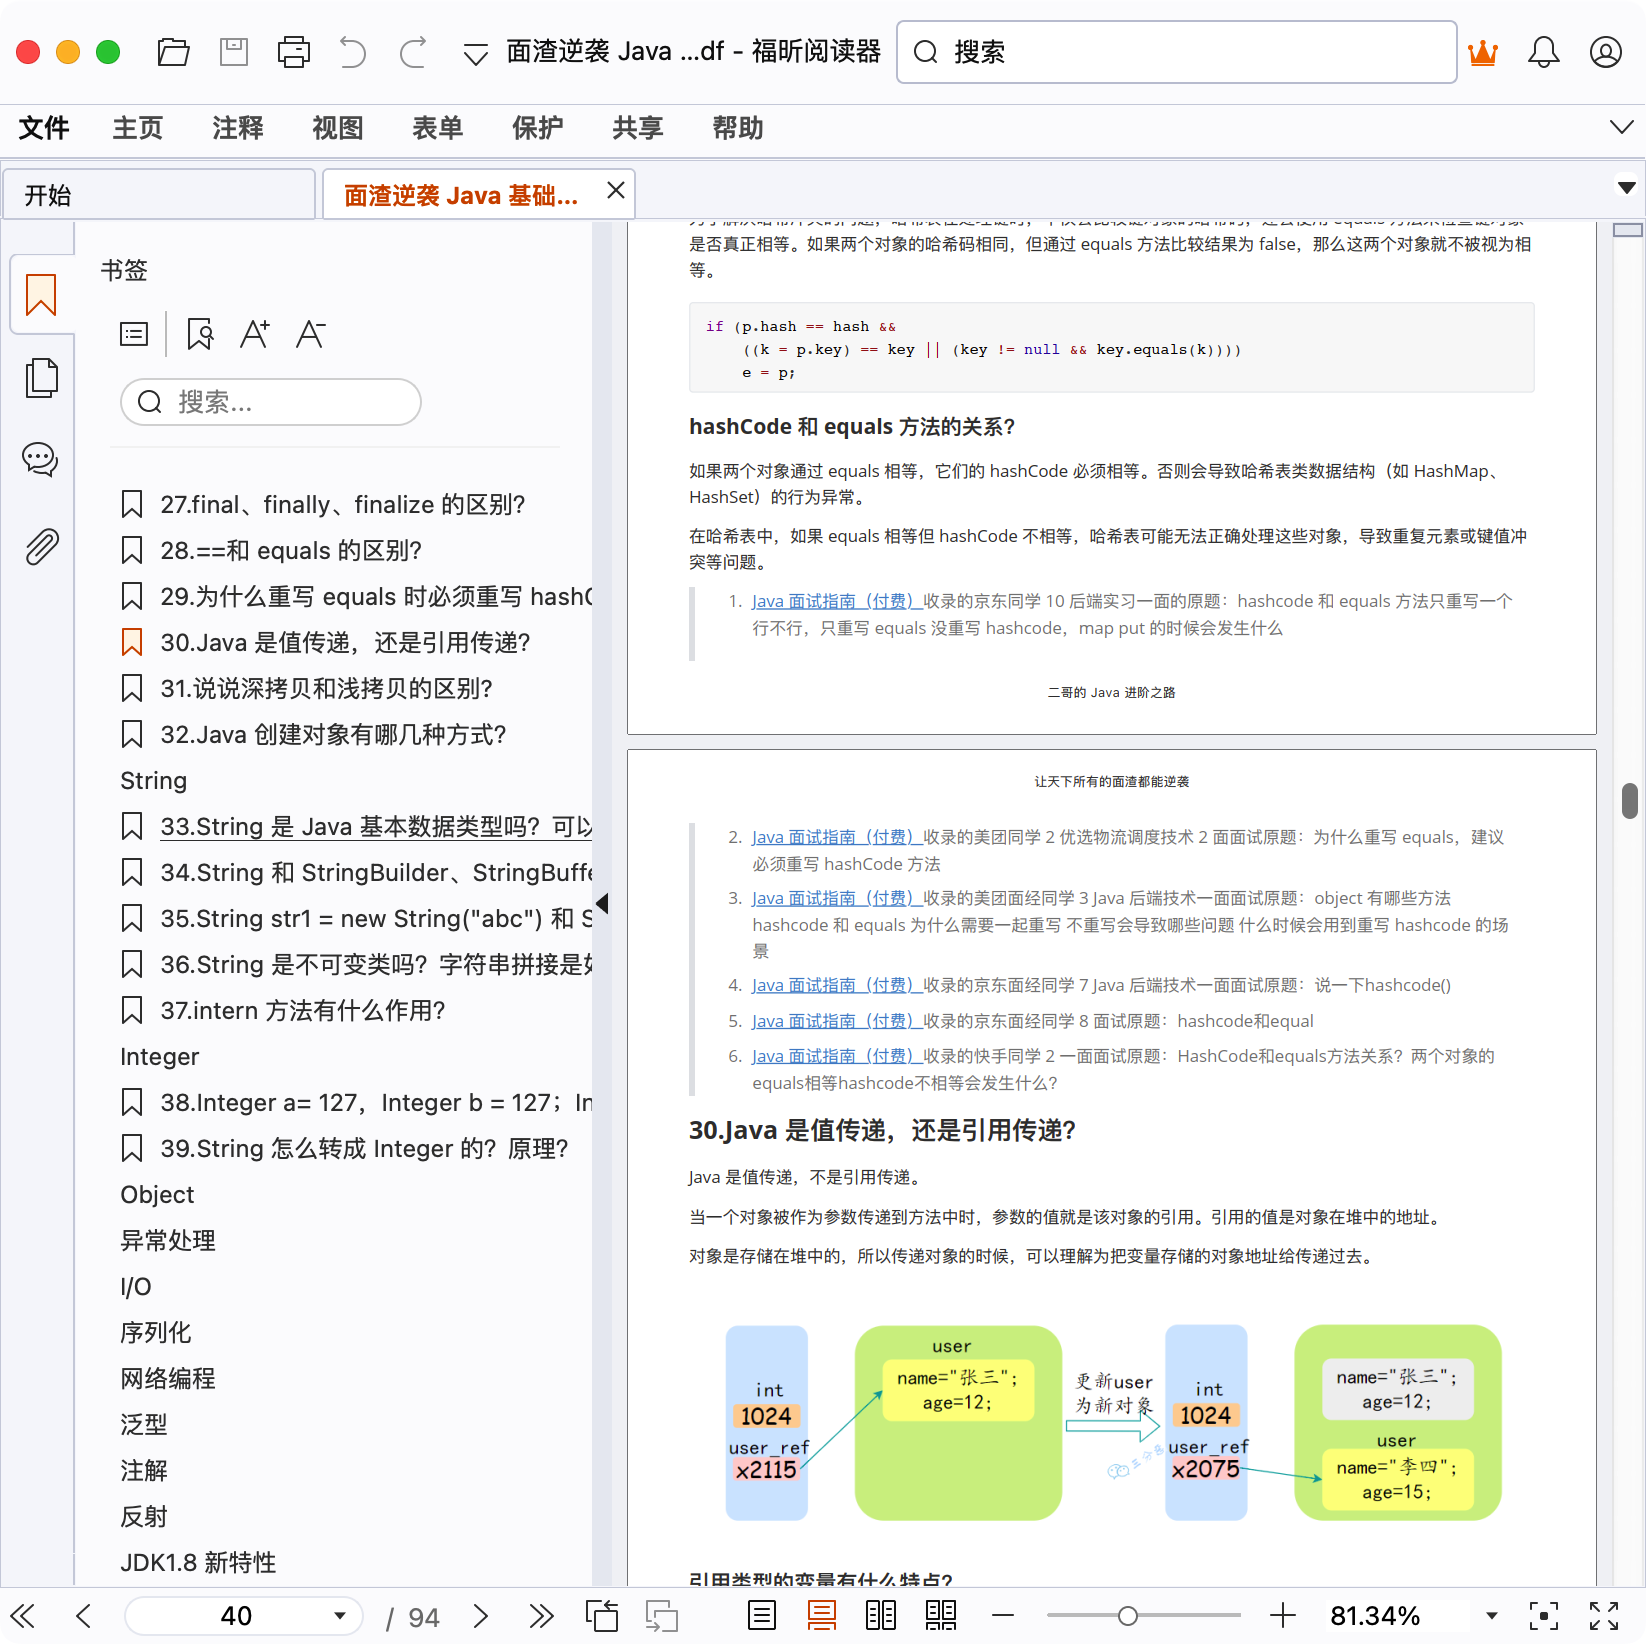 面渣逆袭 Java ...df - 福昕阅读器
搜索
文件 主页 注释 视图 表单 保护 共享 帮助
开始
面渣逆袭 Java 基础...
书签
搜索...
27.final、finally、finalize 的区别?
28.==和 equals 的区别?
29.为什么重写 equals 时必须重写 hash
30.Java 是值传递，还是引用传递?
31.说说深拷贝和浅拷贝的区别?
32.Java 创建对象有哪几种方式?
String
33.String 是 Java 基本数据类型吗？可以
34.String 和 StringBuilder、StringBuffe
35.String str1 = new String("abc") 和 S
36.String 是不可变类吗？字符串拼接是如
37.intern 方法有什么作用?
Integer
38.Integer a= 127，Integer b = 127；In
39.String 怎么转成 Integer 的？原理?
Object
异常处理
I/O
序列化
网络编程
泛型
注解
反射
JDK1.8 新特性
是否真正相等。如果两个对象的哈希码相同，但通过 equals 方法比较结果为 false，那么这两个对象就不被视为相
等。
if (p.hash == hash &&
((k = p.key) == key || (key != null && key.equals(k))))
e = p;
hashCode 和 equals 方法的关系?
如果两个对象通过 equals 相等，它们的 hashCode 必须相等。否则会导致哈希表类数据结构（如 HashMap、
HashSet）的行为异常。
在哈希表中，如果 equals 相等但 hashCode 不相等，哈希表可能无法正确处理这些对象，导致重复元素或键值冲
突等问题。
1. Java 面试指南（付费）收录的京东同学 10 后端实习一面的原题：hashcode 和 equals 方法只重写一个
行不行，只重写 equals 没重写 hashcode，map put 的时候会发生什么
二哥的 Java 进阶之路
让天下所有的面渣都能逆袭
2. Java 面试指南（付费）收录的美团同学 2 优选物流调度技术 2 面面试原题：为什么重写 equals，建议
必须重写 hashCode 方法
3. Java 面试指南（付费）收录的美团面经同学 3 Java 后端技术一面面试原题：object 有哪些方法
hashcode 和 equals 为什么需要一起重写 不重写会导致哪些问题 什么时候会用到重写 hashcode 的场
景
4. Java 面试指南（付费）收录的京东面经同学 7 Java 后端技术一面面试原题：说一下hashcode()
5. Java 面试指南（付费）收录的京东面经同学 8 面试原题：hashcode和equal
6. Java 面试指南（付费）收录的快手同学 2 一面面试原题：HashCode和equals方法关系？两个对象的
equals相等hashcode不相等会发生什么?
30.Java 是值传递，还是引用传递?
Java 是值传递，不是引用传递。
当一个对象被作为参数传递到方法中时，参数的值就是该对象的引用。引用的值是对象在堆中的地址。
对象是存储在堆中的，所以传递对象的时候，可以理解为把变量存储的对象地址给传递过去。
int
1024
user_ref
x2115
user
name="张三";
age=12;
更新user
为新对象
int
1024
user_ref
x2075
name="张三";
age=12;
user
name="李四";
age=15;
引用类型的变量有什么特点?
40 / 94
81.34%